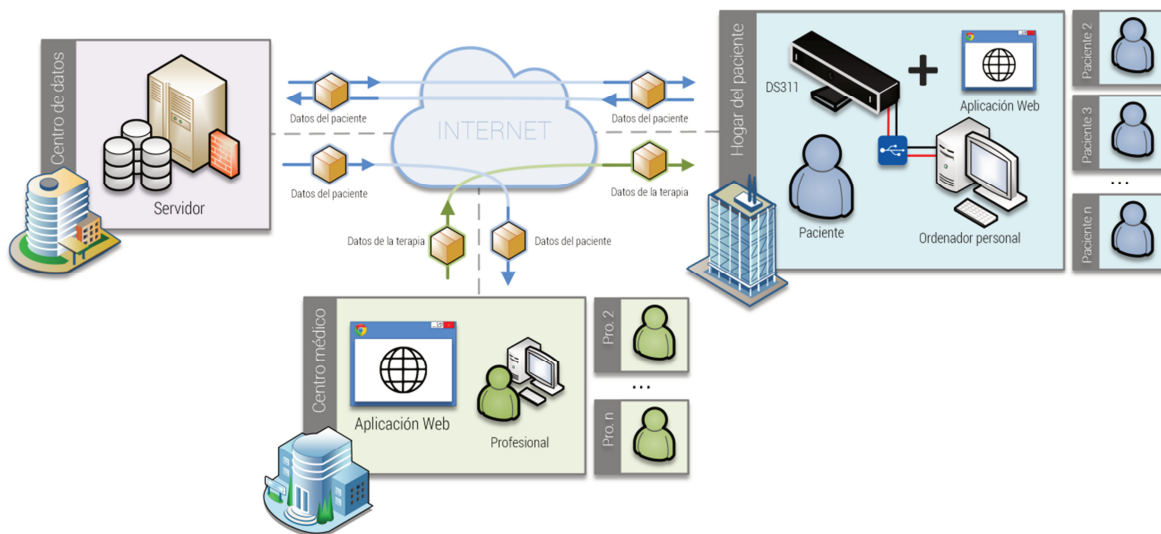 Centro de datos
Servidor
Datos del paciente
Datos del paciente
Datos del paciente
INTERNET
Datos del paciente
Datos de la terapia
Datos de la terapia
Datos del paciente
Hogar del paciente
DS311
Aplicación Web
Paciente
Ordenador personal
Paciente 2
Paciente 3
...
Paciente n
Centro médico
Aplicación Web
Profesional
Pro. 2
...
Pro. n